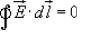 ∮E⃗·dl⃗ = 0